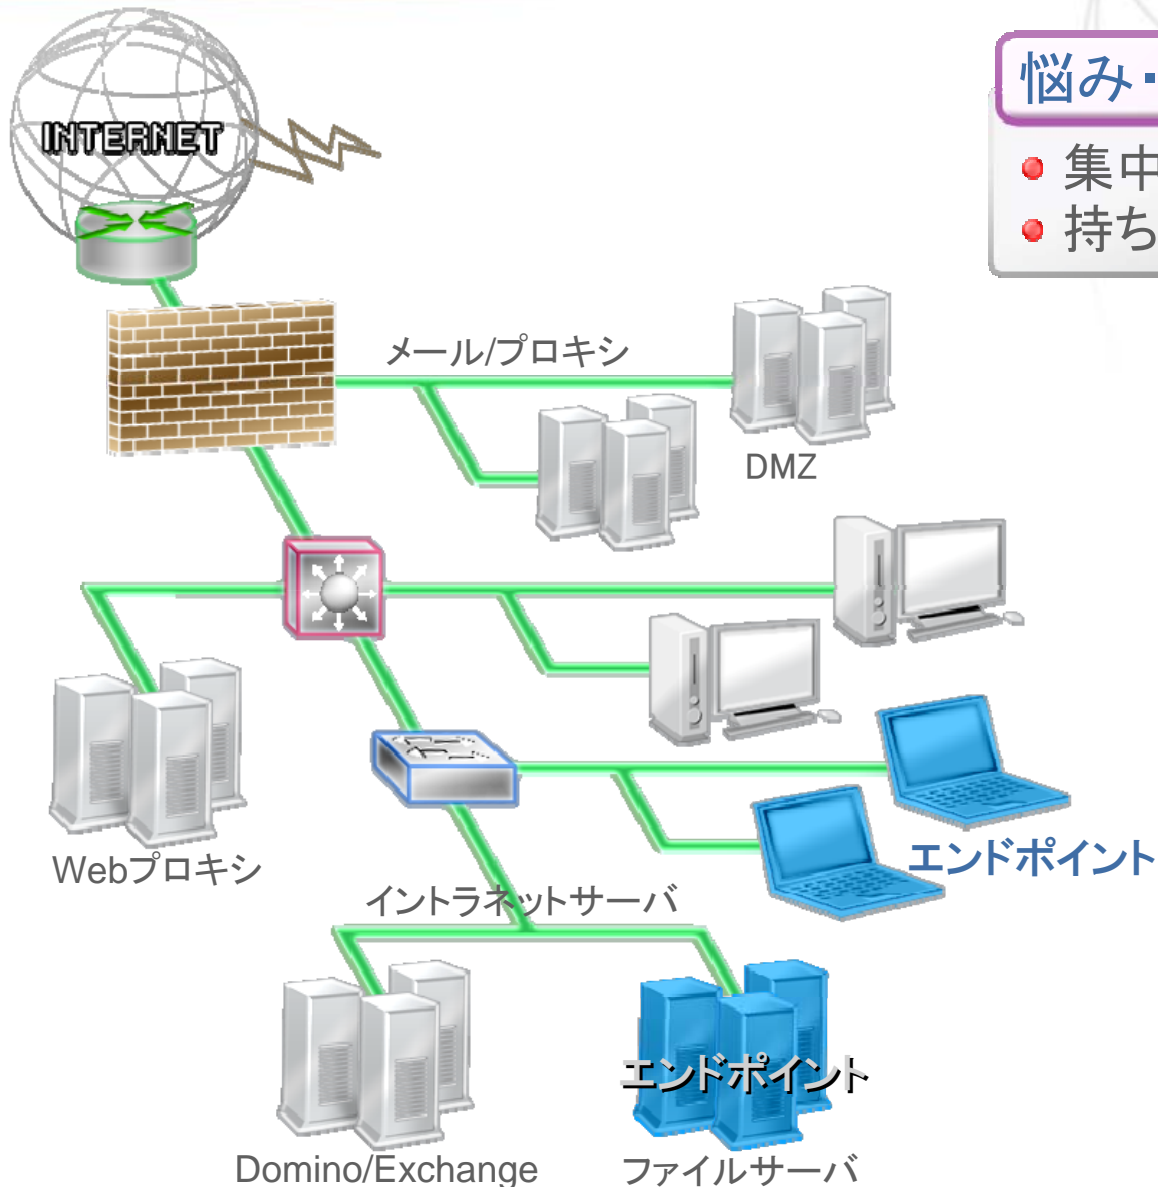 INTERNET
悩み・
• 集中
• 持ち
メール/プロキシ
DMZ
Webプロキシ
エンドポイント
イントラネットサーバ
エンドポイント
Domino/Exchange
ファイルサーバ